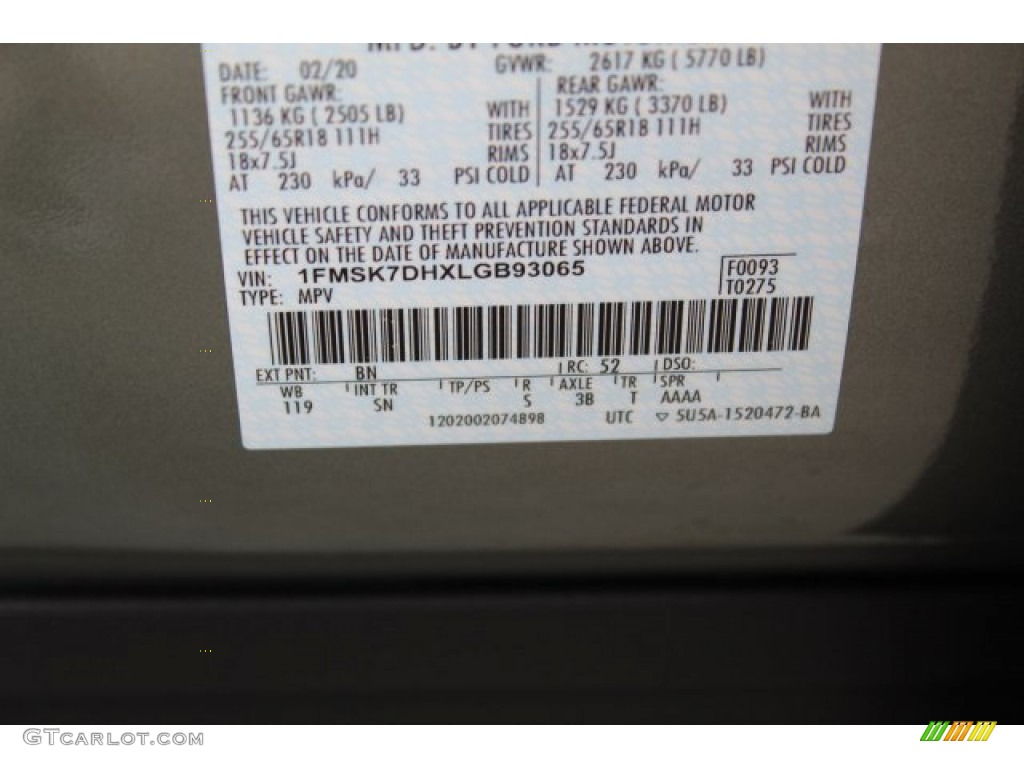 MFD. BY FORD MO
DATE: 02/20 GVWR: 2617 KG ( 5770 LB)
FRONT GAWR: REAR GAWR:
1136 KG ( 2505 LB) WITH 1529 KG ( 3370 LB) WITH
255/65R18 111H TIRES 255/65R18 111H TIRES
18x7.5J RIMS 18x7.5J RIMS
AT 230 kPa/ 33 PSI COLD AT 230 kPa/ 33 PSI COLD
THIS VEHICLE CONFORMS TO ALL APPLICABLE FEDERAL MOTOR
VEHICLE SAFETY AND THEFT PREVENTION STANDARDS IN
EFFECT ON THE DATE OF MANUFACTURE SHOWN ABOVE.
VIN: 1FMSK7DHXLGB93065 F0093
TYPE: MPV T0275
EXT PNT: BN RC: 52 DSO:
WB INT TR TP/PS R AXLE TR SPR
119 SN S 3B T AAAA
1202002074898 UTC ▽ 5U5A-1520472-BA
GTCARLOT.COM